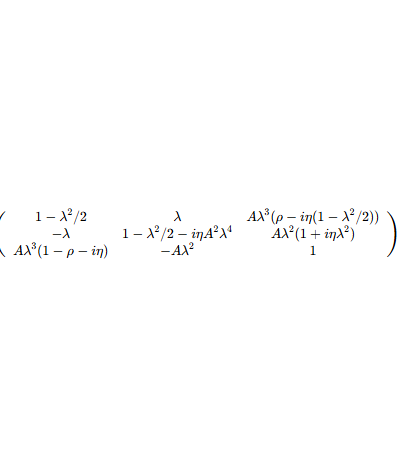 ( 1 − λ²/2 λ Aλ³(ρ − iη(1 − λ²/2)) )
−λ 1 − λ²/2 − iηA²λ⁴ Aλ²(1 + iηλ²)
Aλ³(1 − ρ − iη) −Aλ² 1